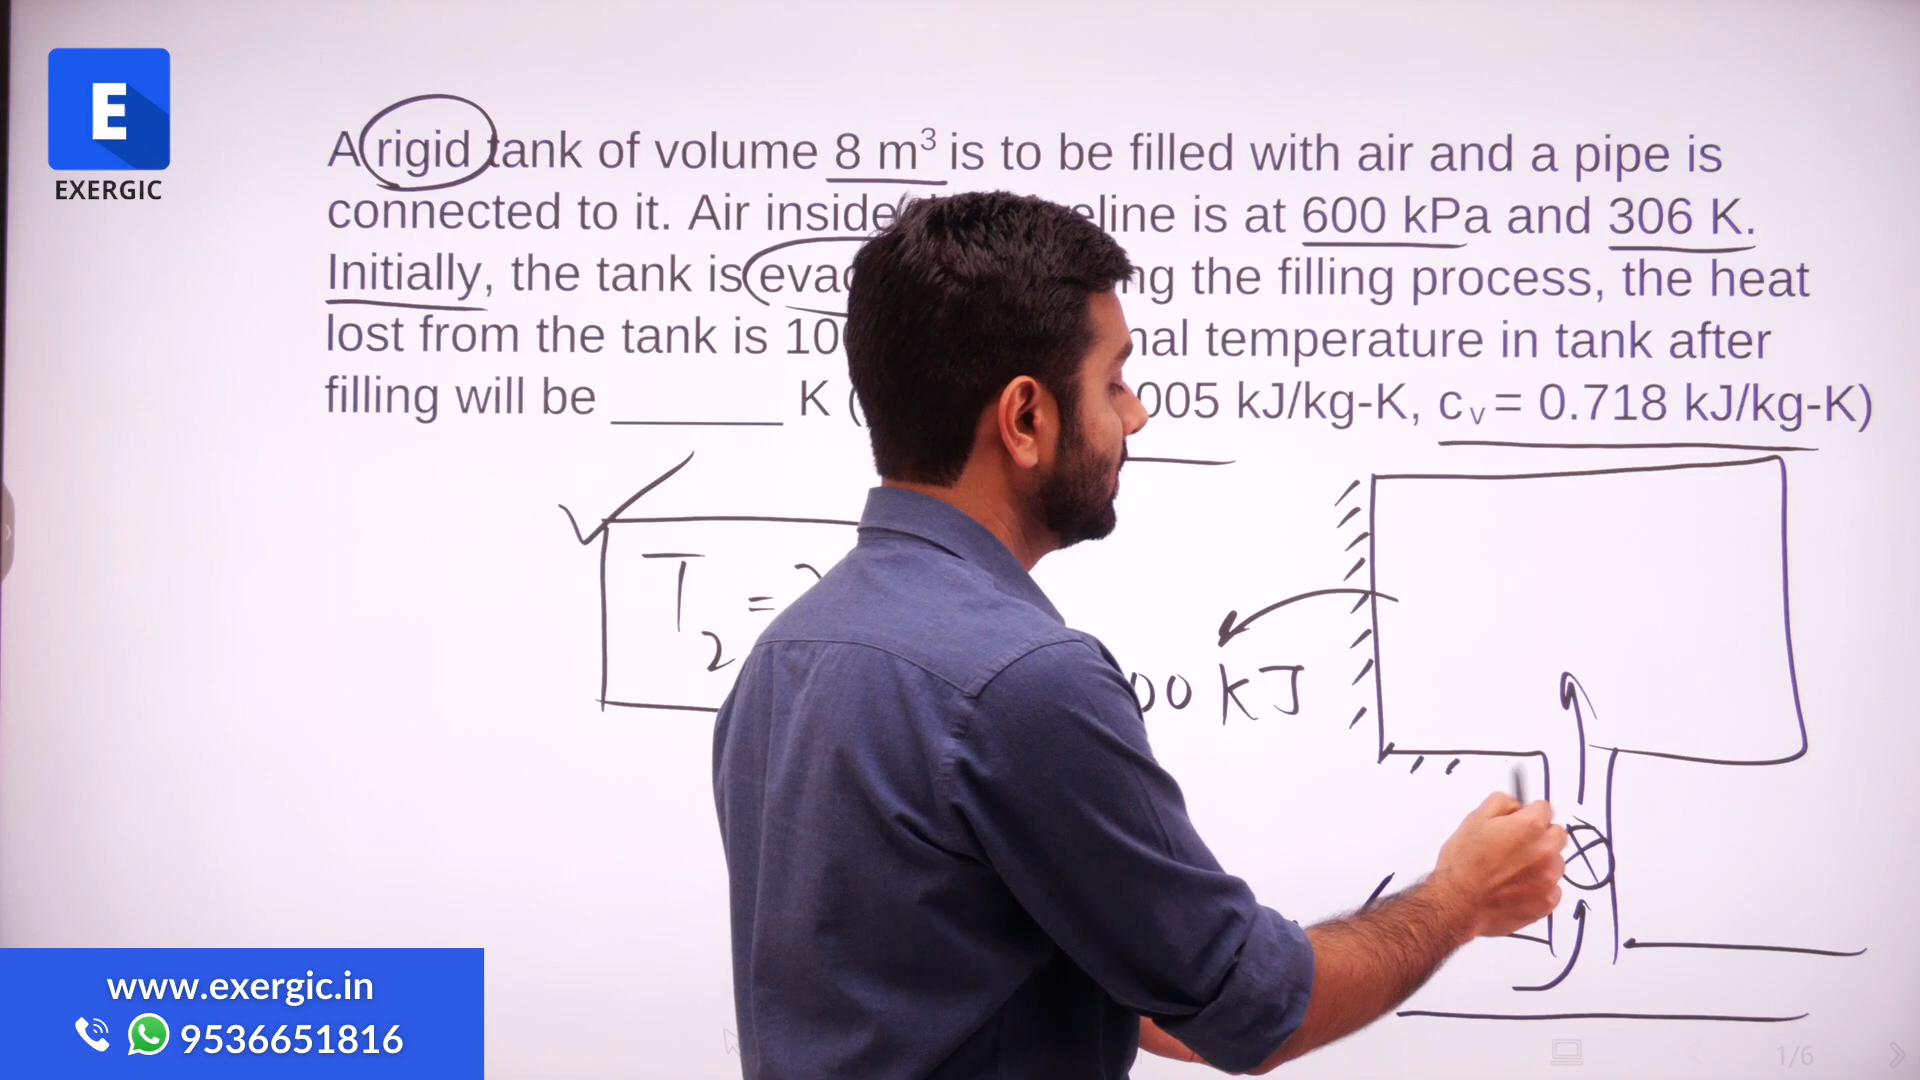 E
EXERGIC
A rigid tank of volume 8 m³ is to be filled with air and a pipe is
connected to it. Air inside eline is at 600 kPa and 306 K.
Initially, the tank is evac ng the filling process, the heat
lost from the tank is 10 nal temperature in tank after
filling will be ______ K ( 005 kJ/kg-K, cᵥ = 0.718 kJ/kg-K)
T₂ = ?
00 kJ
www.exergic.in
9536651816
1/6